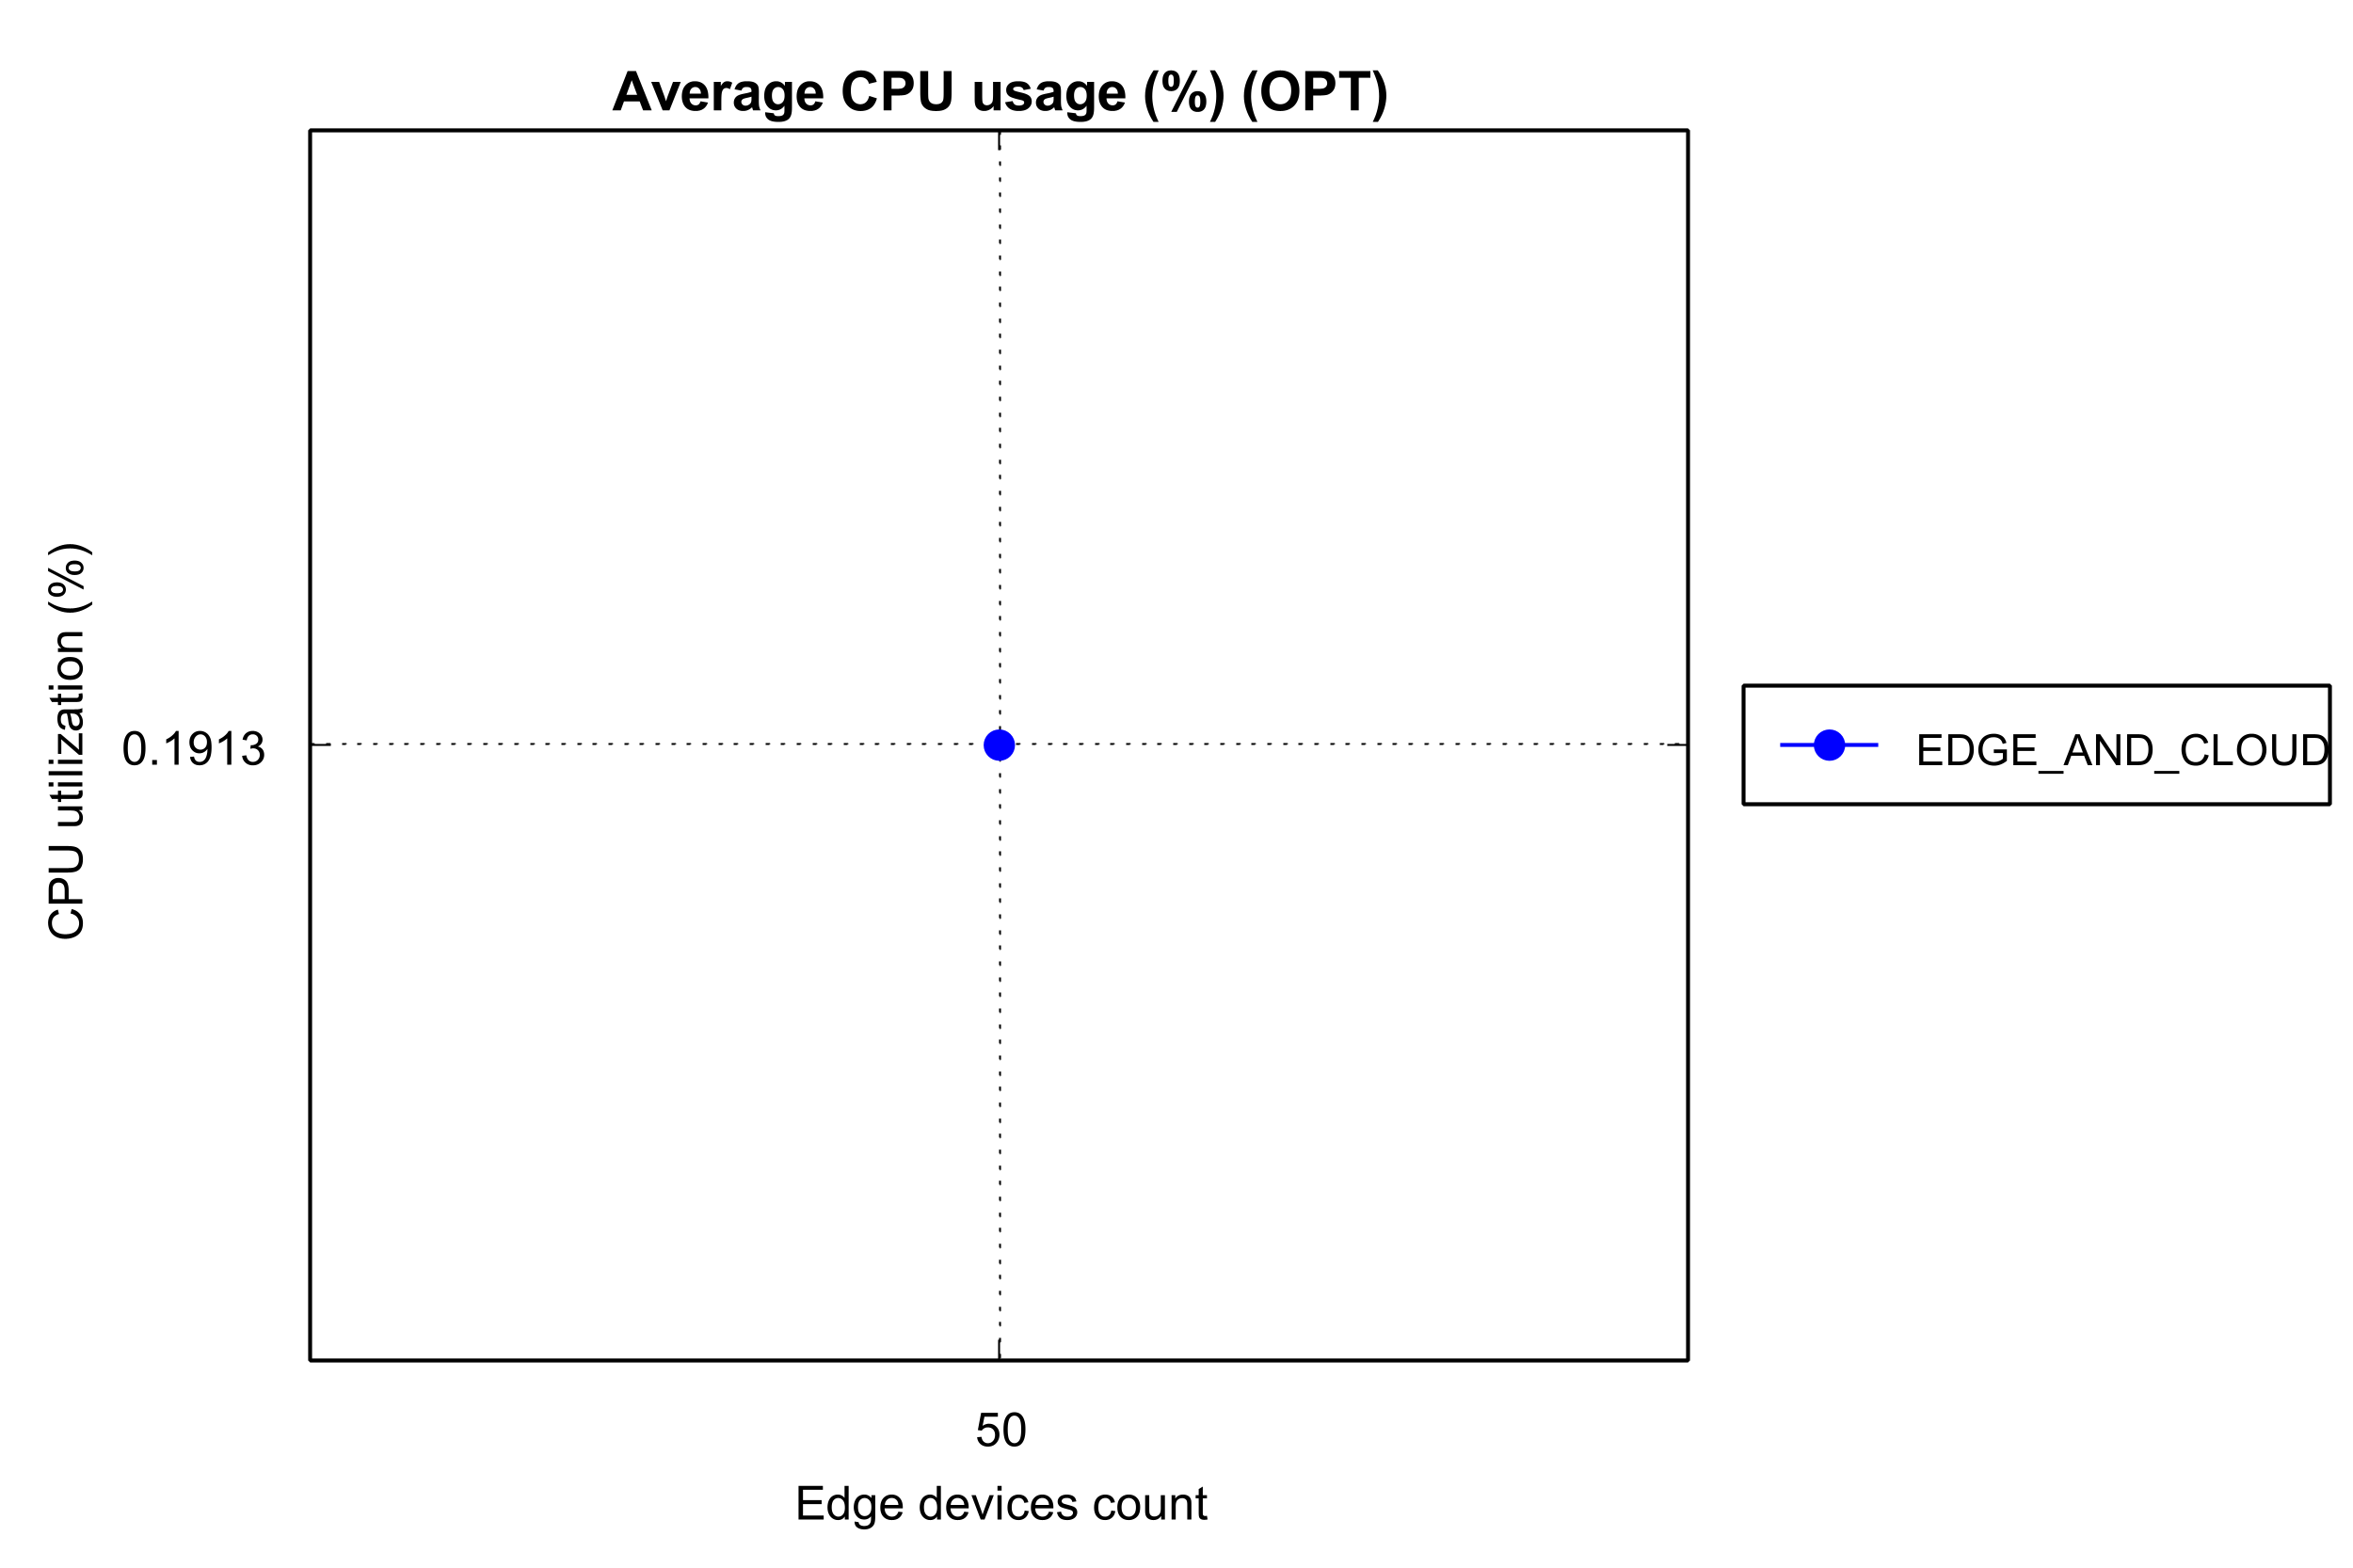 Average CPU usage (%) (OPT)
CPU utilization (%)
0.1913
EDGE_AND_CLOUD
50
Edge devices count